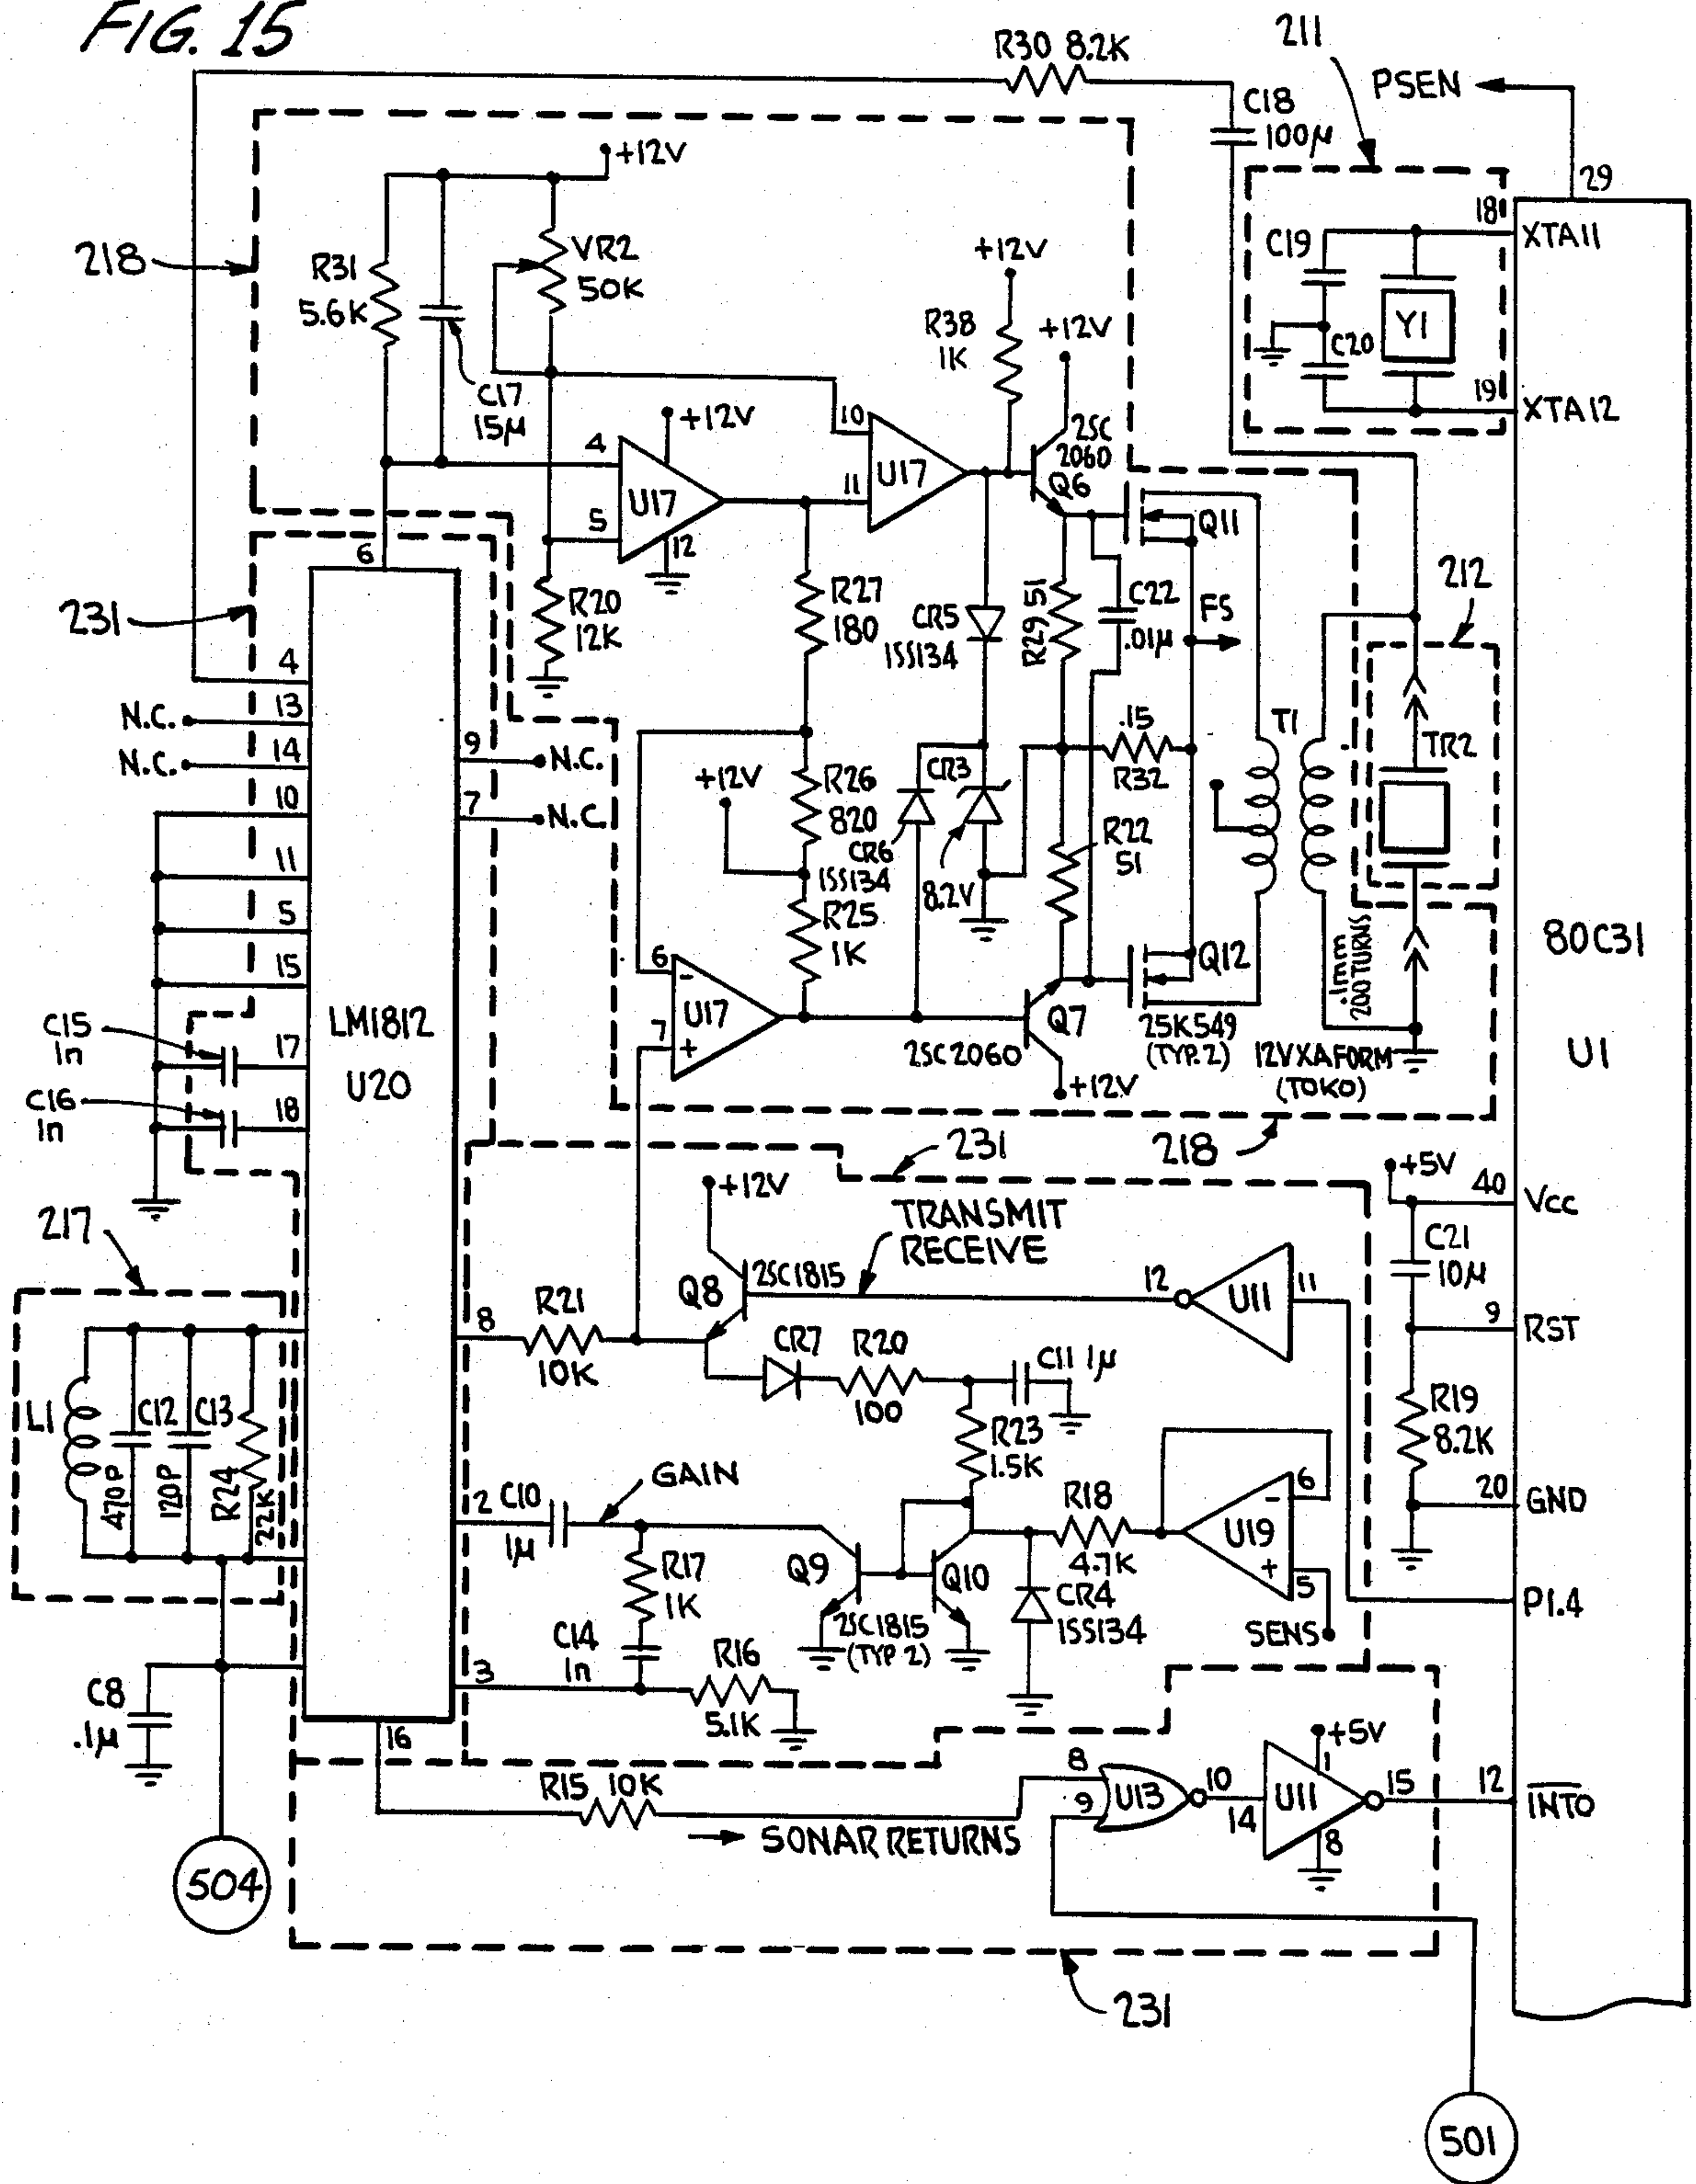 FIG. 15
R30 8.2K
211
PSEN
C18
100µ
29
+12V
18
XTA11
C19
218
R31
5.6K
VR2
50K
+12V
R38
1K
+12V
Y1
C20
C17
15µ
19
XTA12
+12V
10
2SC
2060
Q6
4
U17
11
U17
Q11
5
12
6
212
231
R20
12K
R27
180
CR5
1SS134
R29 51
C22
.01µ
FS
4
13
N.C.
14
N.C.
9
N.C.
10
7
N.C.
.15
R32
T1
TR2
+12V
R26
820
CR3
CR6
1SS134
8.2V
R22
51
11
5
R25
1K
.1mm
200 TURNS
80C31
15
6
-
U17
7
+
Q12
LM1812
C15
1n
17
Q7
2SC2060
2SK549
(TYP.2)
12VXAFORM
(TOKO)
U1
U20
C16
1n
18
+12V
231
218
+5V
40
VCC
217
+12V
TRANSMIT
RECEIVE
C21
10µ
Q8
2SC1815
12
U11
11
R21
10K
8
9
RST
CR7
R20
100
C11 1µ
L1
C12
470P
C13
120P
R24
22K
R23
1.5K
R19
8.2K
GAIN
2
C10
1µ
R18
4.7K
6
-
U19
+
5
20
GND
R17
1K
Q9
Q10
2SC1815
(TYP 2)
CR4
1SS134
SENS
P1.4
C14
1n
3
R16
5.1K
C8
.1µ
16
+5V
R15 10K
8
9
U13
10
14
1
U11
15
8
12
INT0
SONAR RETURNS
504
231
501